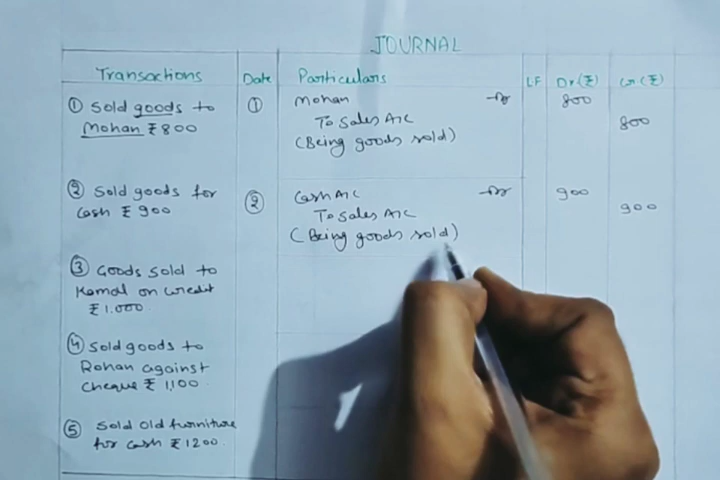 JOURNAL
Transactions Date Particulars LF Dr(₹) Cr(₹)
① Sold goods to ① Mohan Dr 800
Mohan ₹800 To Sales A/C 800
(Being goods sold)
② Sold goods for ② Cash A/C Dr 900
Cash ₹ 900 To Sales A/C 900
(Being goods sold)
③ Goods sold to
Kamal on credit
₹ 1,000
④ Sold goods to
Rohan against
Cheque ₹ 1,100
⑤ Sold Old furniture
for Cash ₹ 1200.